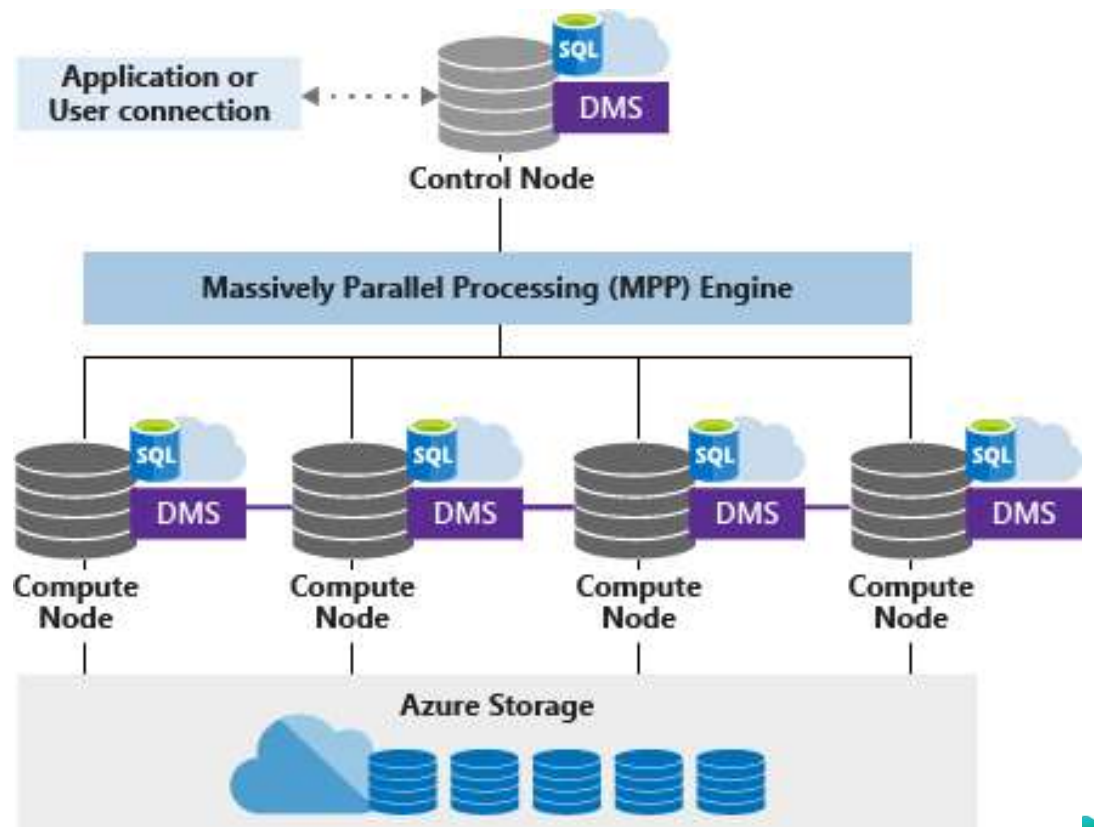 SQL
Application or
User connection
DMS
Control Node
Massively Parallel Processing (MPP) Engine
SQL
SQL
SQL
SQL
DMS
DMS
DMS
DMS
Compute
Node
Compute
Node
Compute
Node
Compute
Node
Azure Storage